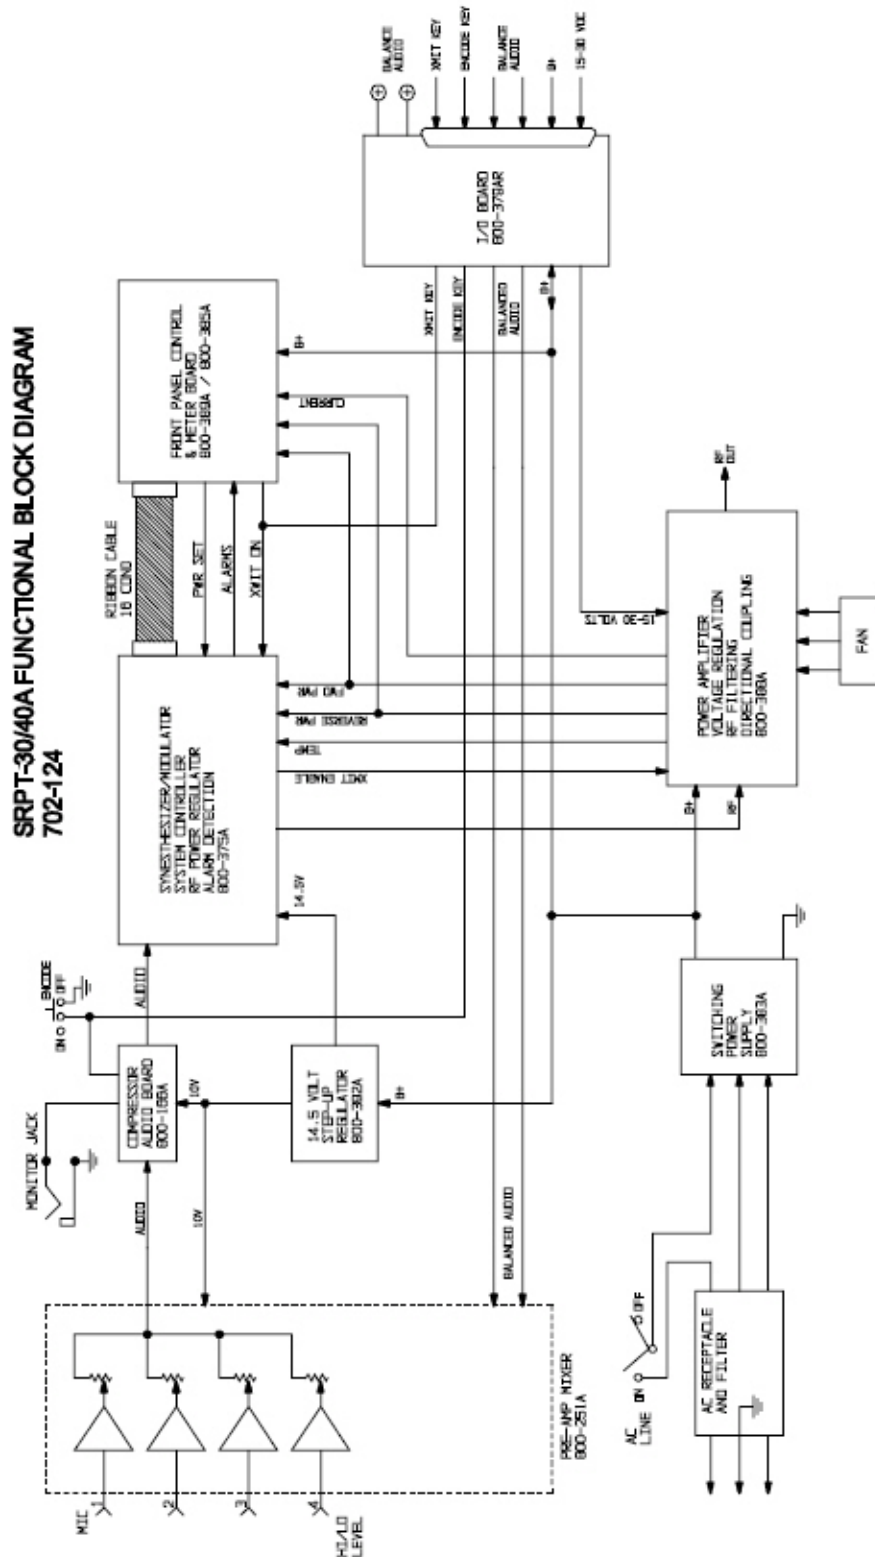 SRPT-30/40A FUNCTIONAL BLOCK DIAGRAM
702-124
MIC
1
2
3
4
HI/LO
LEVEL
PRE-AMP MIXER
800-251A
MONITOR JACK
AUDIO
COMPRESSOR
AUDIO BOARD
800-166A
ENCODE
ON
OFF
10V
10V
14.5 VOLT
STEP-UP
REGULATOR
800-382A
B+
BALANCED AUDIO
AUDIO
14.5V
SYNESTHESIZER/MODULATOR
SYSTEM CONTROLLER
RF POWER REGULATOR
ALARM DETECTION
800-375A
RIBBON CABLE
16 COND
PWR SET
ALARMS
XMIT ON
FRONT PANEL CONTROL
& METER BOARD
800-389A / 800-385A
B+
CURRENT
FWD PWR
REVERSE PWR
TEMP
XMIT ENABLE
XMIT KEY
ENCODE KEY
BALANCED
AUDIO
B+
I/O BOARD
800-379AR
BALANCE
AUDIO
XMIT KEY
ENCODE KEY
BALANCE
AUDIO
B+
15-30 VDC
AC
LINE
ON
OFF
AC RECEPTACLE
AND FILTER
SWITCHING
POWER
SUPPLY
800-383A
B+
RF
15-30 VOLTS
POWER AMPLIFIER
VOLTAGE REGULATION
RF FILTERING
DIRECTIONAL COUPLING
800-388A
RF
OUT
FAN